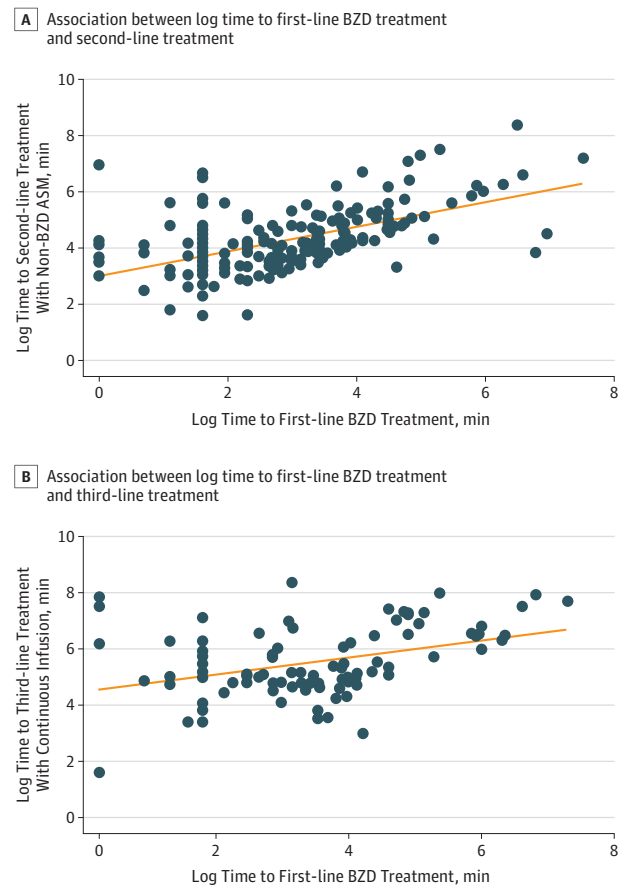 A Association between log time to first-line BZD treatment
and second-line treatment
Log Time to Second-line Treatment
With Non-BZD ASM, min
10
8
6
4
2
0
0 2 4 6 8
Log Time to First-line BZD Treatment, min
B Association between log time to first-line BZD treatment
and third-line treatment
Log Time to Third-line Treatment
With Continuous Infusion, min
10
8
6
4
2
0
0 2 4 6 8
Log Time to First-line BZD Treatment, min